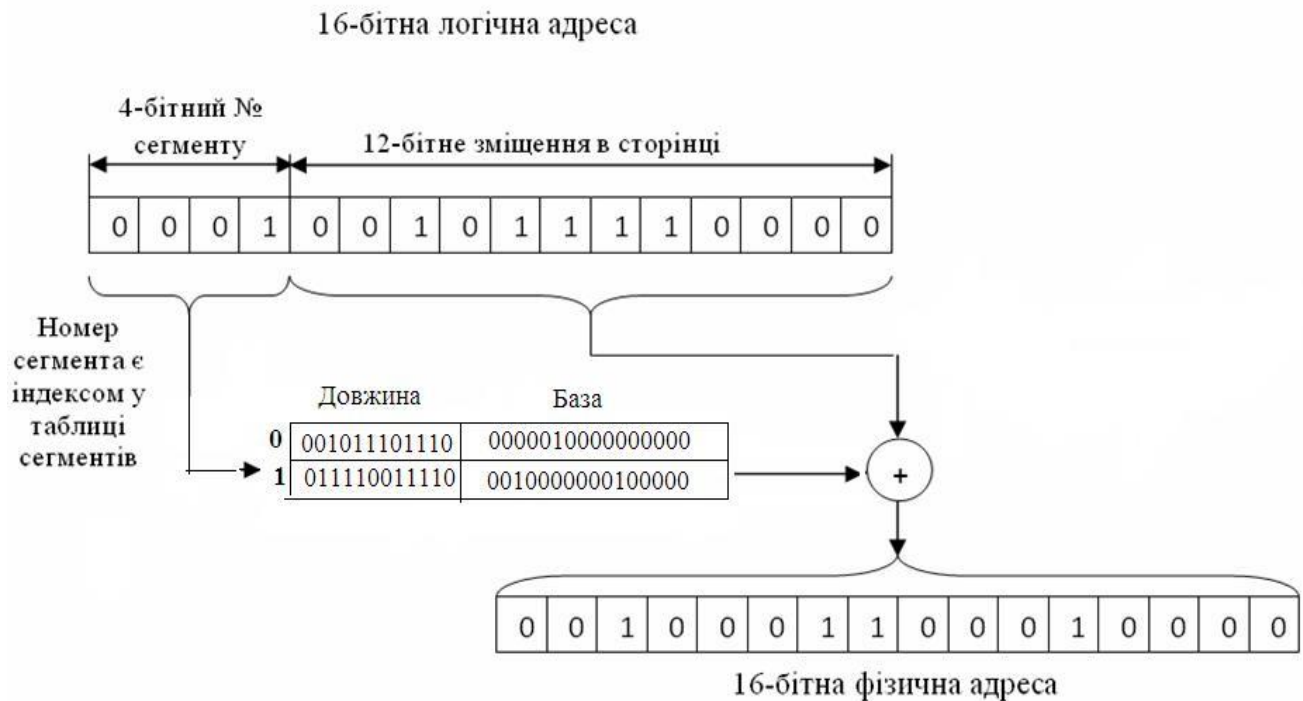 16-бітна логічна адреса
4-бітний №
сегменту
12-бітне зміщення в сторінці
0 0 0 1 0 0 1 0 1 1 1 1 0 0 0 0
Номер
сегмента є
індексом у
таблиці
сегментів
Довжина База
0 001011101110 0000010000000000
1 011110011110 0010000000100000
+
0 0 1 0 0 0 1 1 0 0 0 1 0 0 0 0
16-бітна фізична адреса